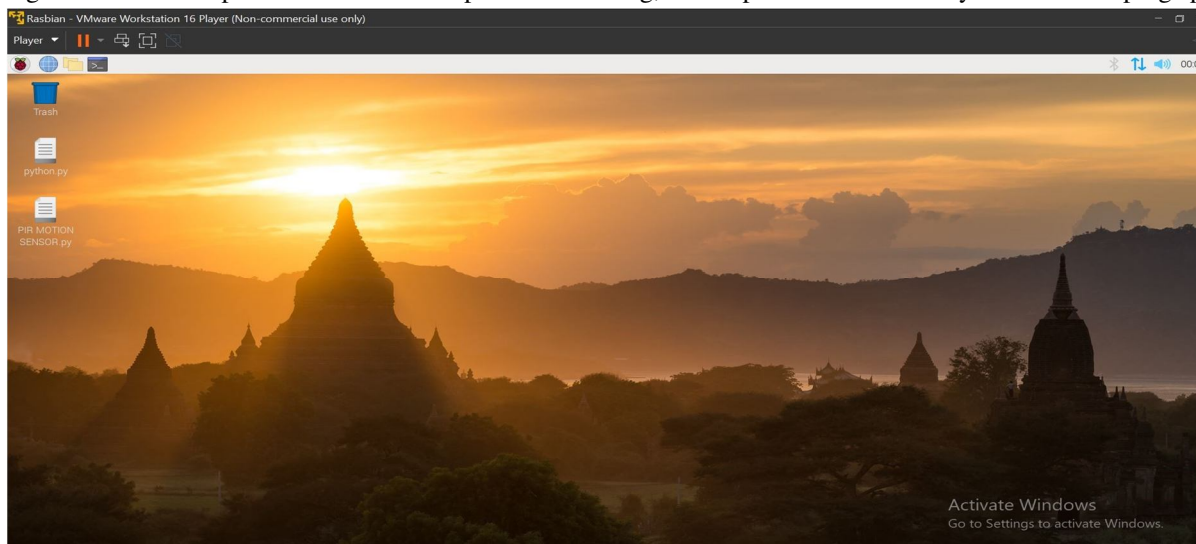 Rasbian - VMware Workstation 16 Player (Non-commercial use only)
Player
>_
Trash
python.py
PIR MOTION
SENSOR.py
Activate Windows
Go to Settings to activate Windows.